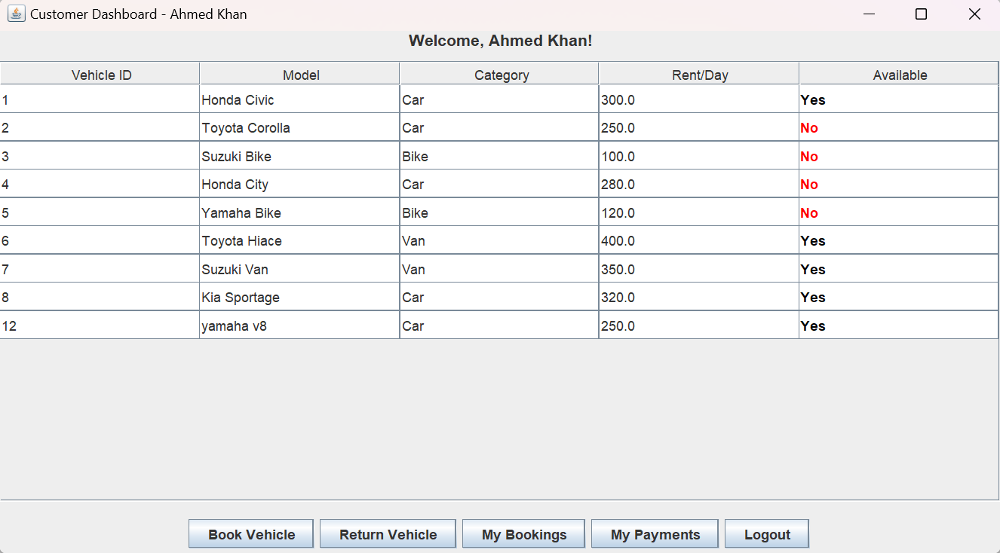 Customer Dashboard - Ahmed Khan
Welcome, Ahmed Khan!
Vehicle ID Model Category Rent/Day Available
1 Honda Civic Car 300.0 Yes
2 Toyota Corolla Car 250.0 No
3 Suzuki Bike Bike 100.0 No
4 Honda City Car 280.0 No
5 Yamaha Bike Bike 120.0 No
6 Toyota Hiace Van 400.0 Yes
7 Suzuki Van Van 350.0 Yes
8 Kia Sportage Car 320.0 Yes
12 yamaha v8 Car 250.0 Yes
Book Vehicle Return Vehicle My Bookings My Payments Logout